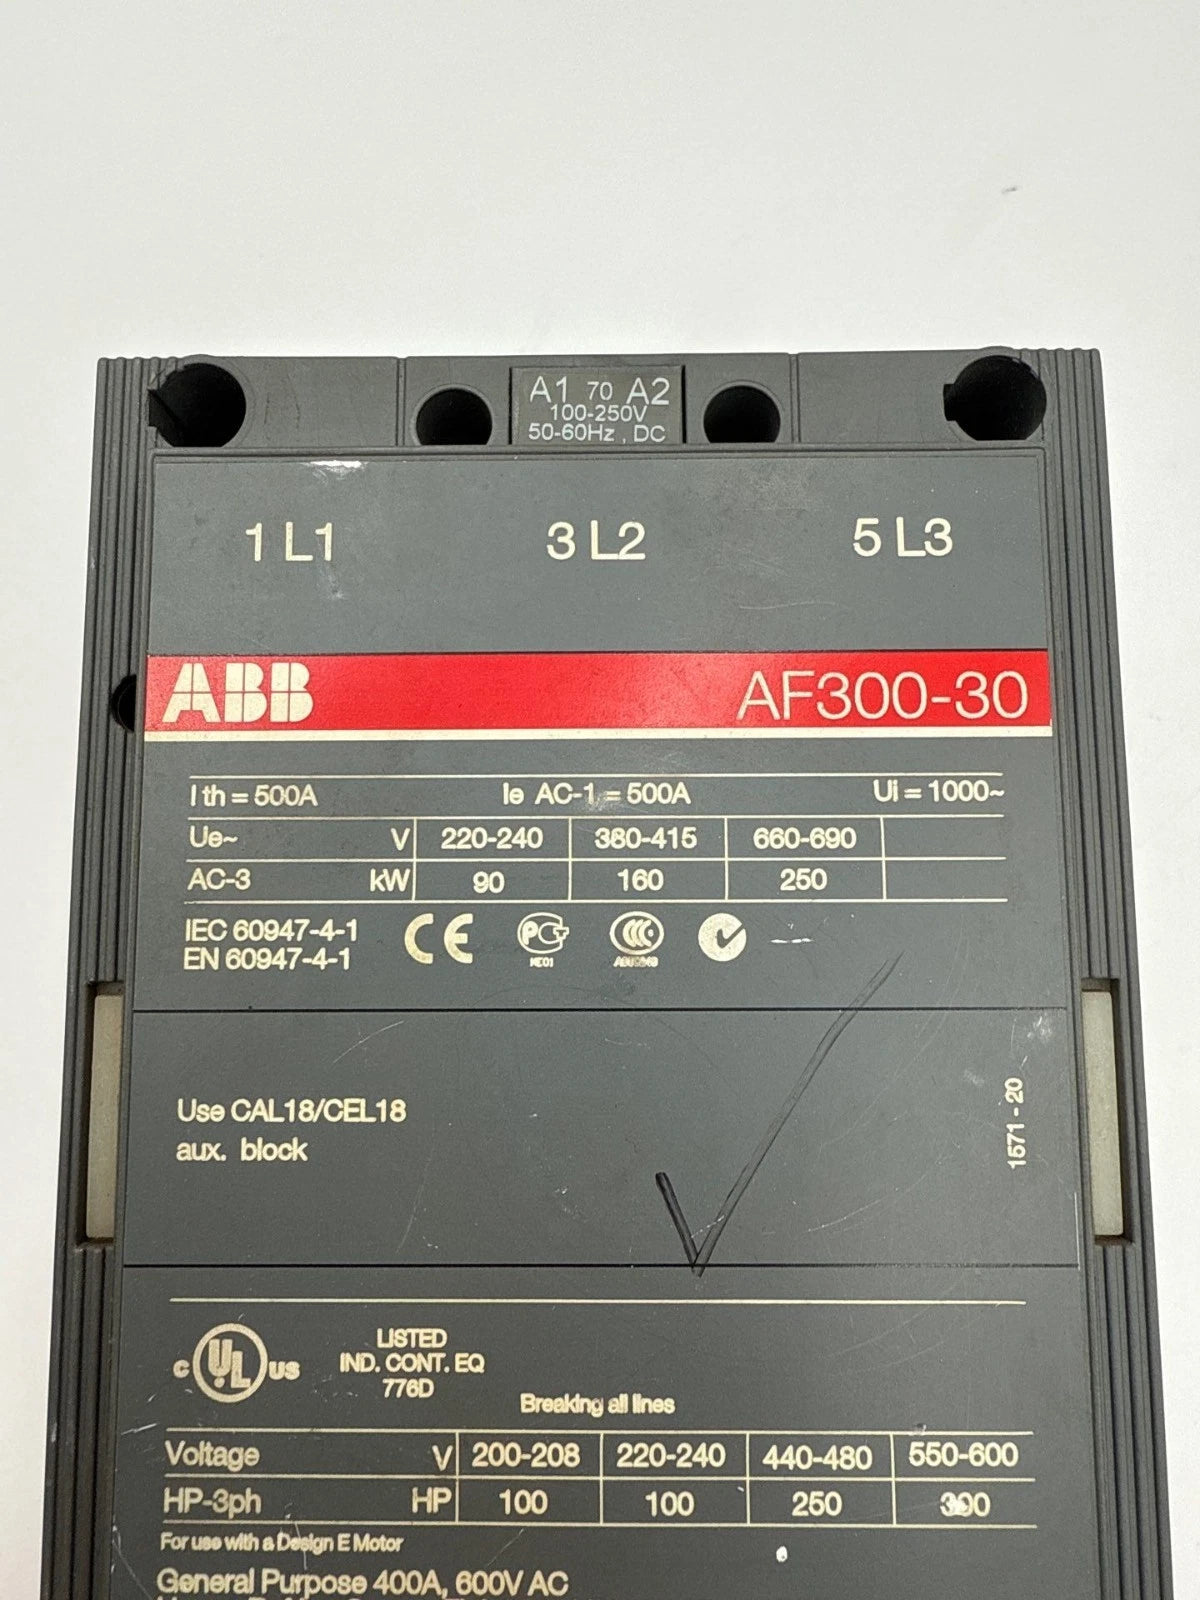 A1 70 A2
100-250V
50-60Hz , DC
1 L1 3 L2 5 L3
ABB AF300-30
I th = 500A Ie AC-1 = 500A Ui = 1000~
Ue~ V 220-240 380-415 660-690
AC-3 kW 90 160 250
IEC 60947-4-1
EN 60947-4-1
CE
Use CAL18/CEL18
aux. block
1571 - 20
c UL us
LISTED
IND. CONT. EQ
776D
Breaking all lines
Voltage V 200-208 220-240 440-480 550-600
HP-3ph HP 100 100 250 300
For use with a Design E Motor
General Purpose 400A, 600V AC